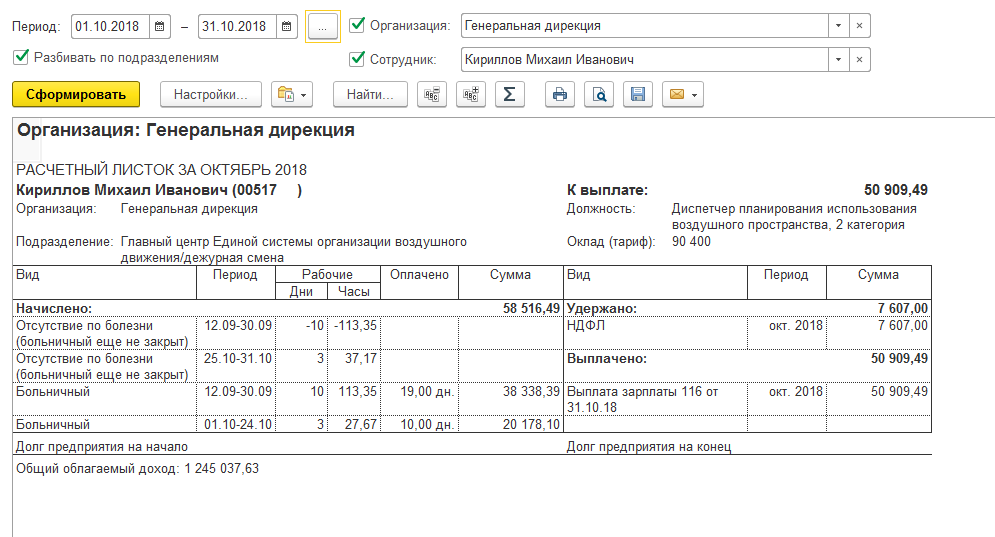 Период: 01.10.2018 – 31.10.2018 ... Организация: Генеральная дирекция
Разбивать по подразделениям Сотрудник: Кириллов Михаил Иванович
Сформировать Настройки... Найти...
Организация: Генеральная дирекция
РАСЧЕТНЫЙ ЛИСТОК ЗА ОКТЯБРЬ 2018
Кириллов Михаил Иванович (00517 ) К выплате: 50 909,49
Организация: Генеральная дирекция Должность: Диспетчер планирования использования
воздушного пространства, 2 категория
Подразделение: Главный центр Единой системы организации воздушного Оклад (тариф): 90 400
движения/дежурная смена
Вид Период Рабочие Оплачено Сумма Вид Период Сумма
Дни Часы
Начислено: 58 516,49 Удержано: 7 607,00
Отсутствие по болезни 12.09-30.09 -10 -113,35 НДФЛ окт. 2018 7 607,00
(больничный еще не закрыт)
Отсутствие по болезни 25.10-31.10 3 37,17 Выплачено: 50 909,49
(больничный еще не закрыт)
Больничный 12.09-30.09 10 113,35 19,00 дн. 38 338,39 Выплата зарплаты 116 от окт. 2018 50 909,49
31.10.18
Больничный 01.10-24.10 3 27,67 10,00 дн. 20 178,10
Долг предприятия на начало Долг предприятия на конец
Общий облагаемый доход: 1 245 037,63